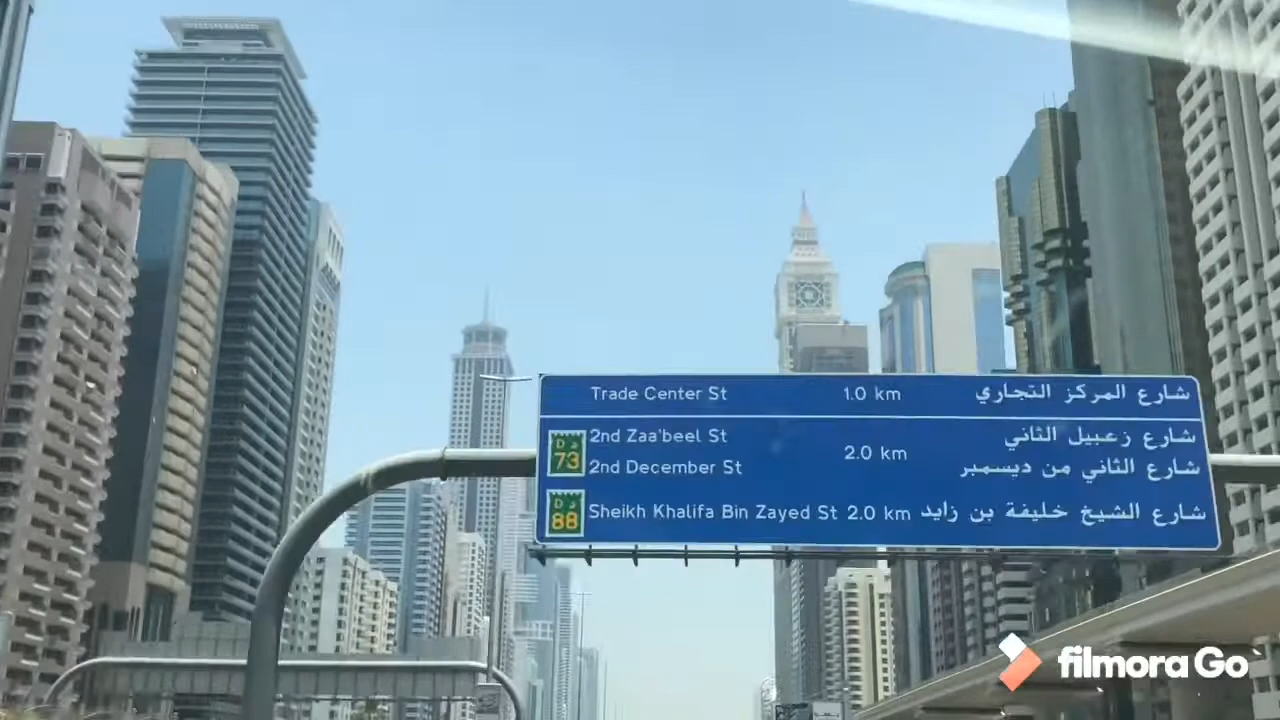 Trade Center St 1.0 km شارع المركز التجاري
2nd Zaa'beel St شارع زعبيل الثاني
D د 73 2.0 km
2nd December St شارع الثاني من ديسمبر
D د 88 Sheikh Khalifa Bin Zayed St 2.0 km شارع الشيخ خليفة بن زايد
filmora Go